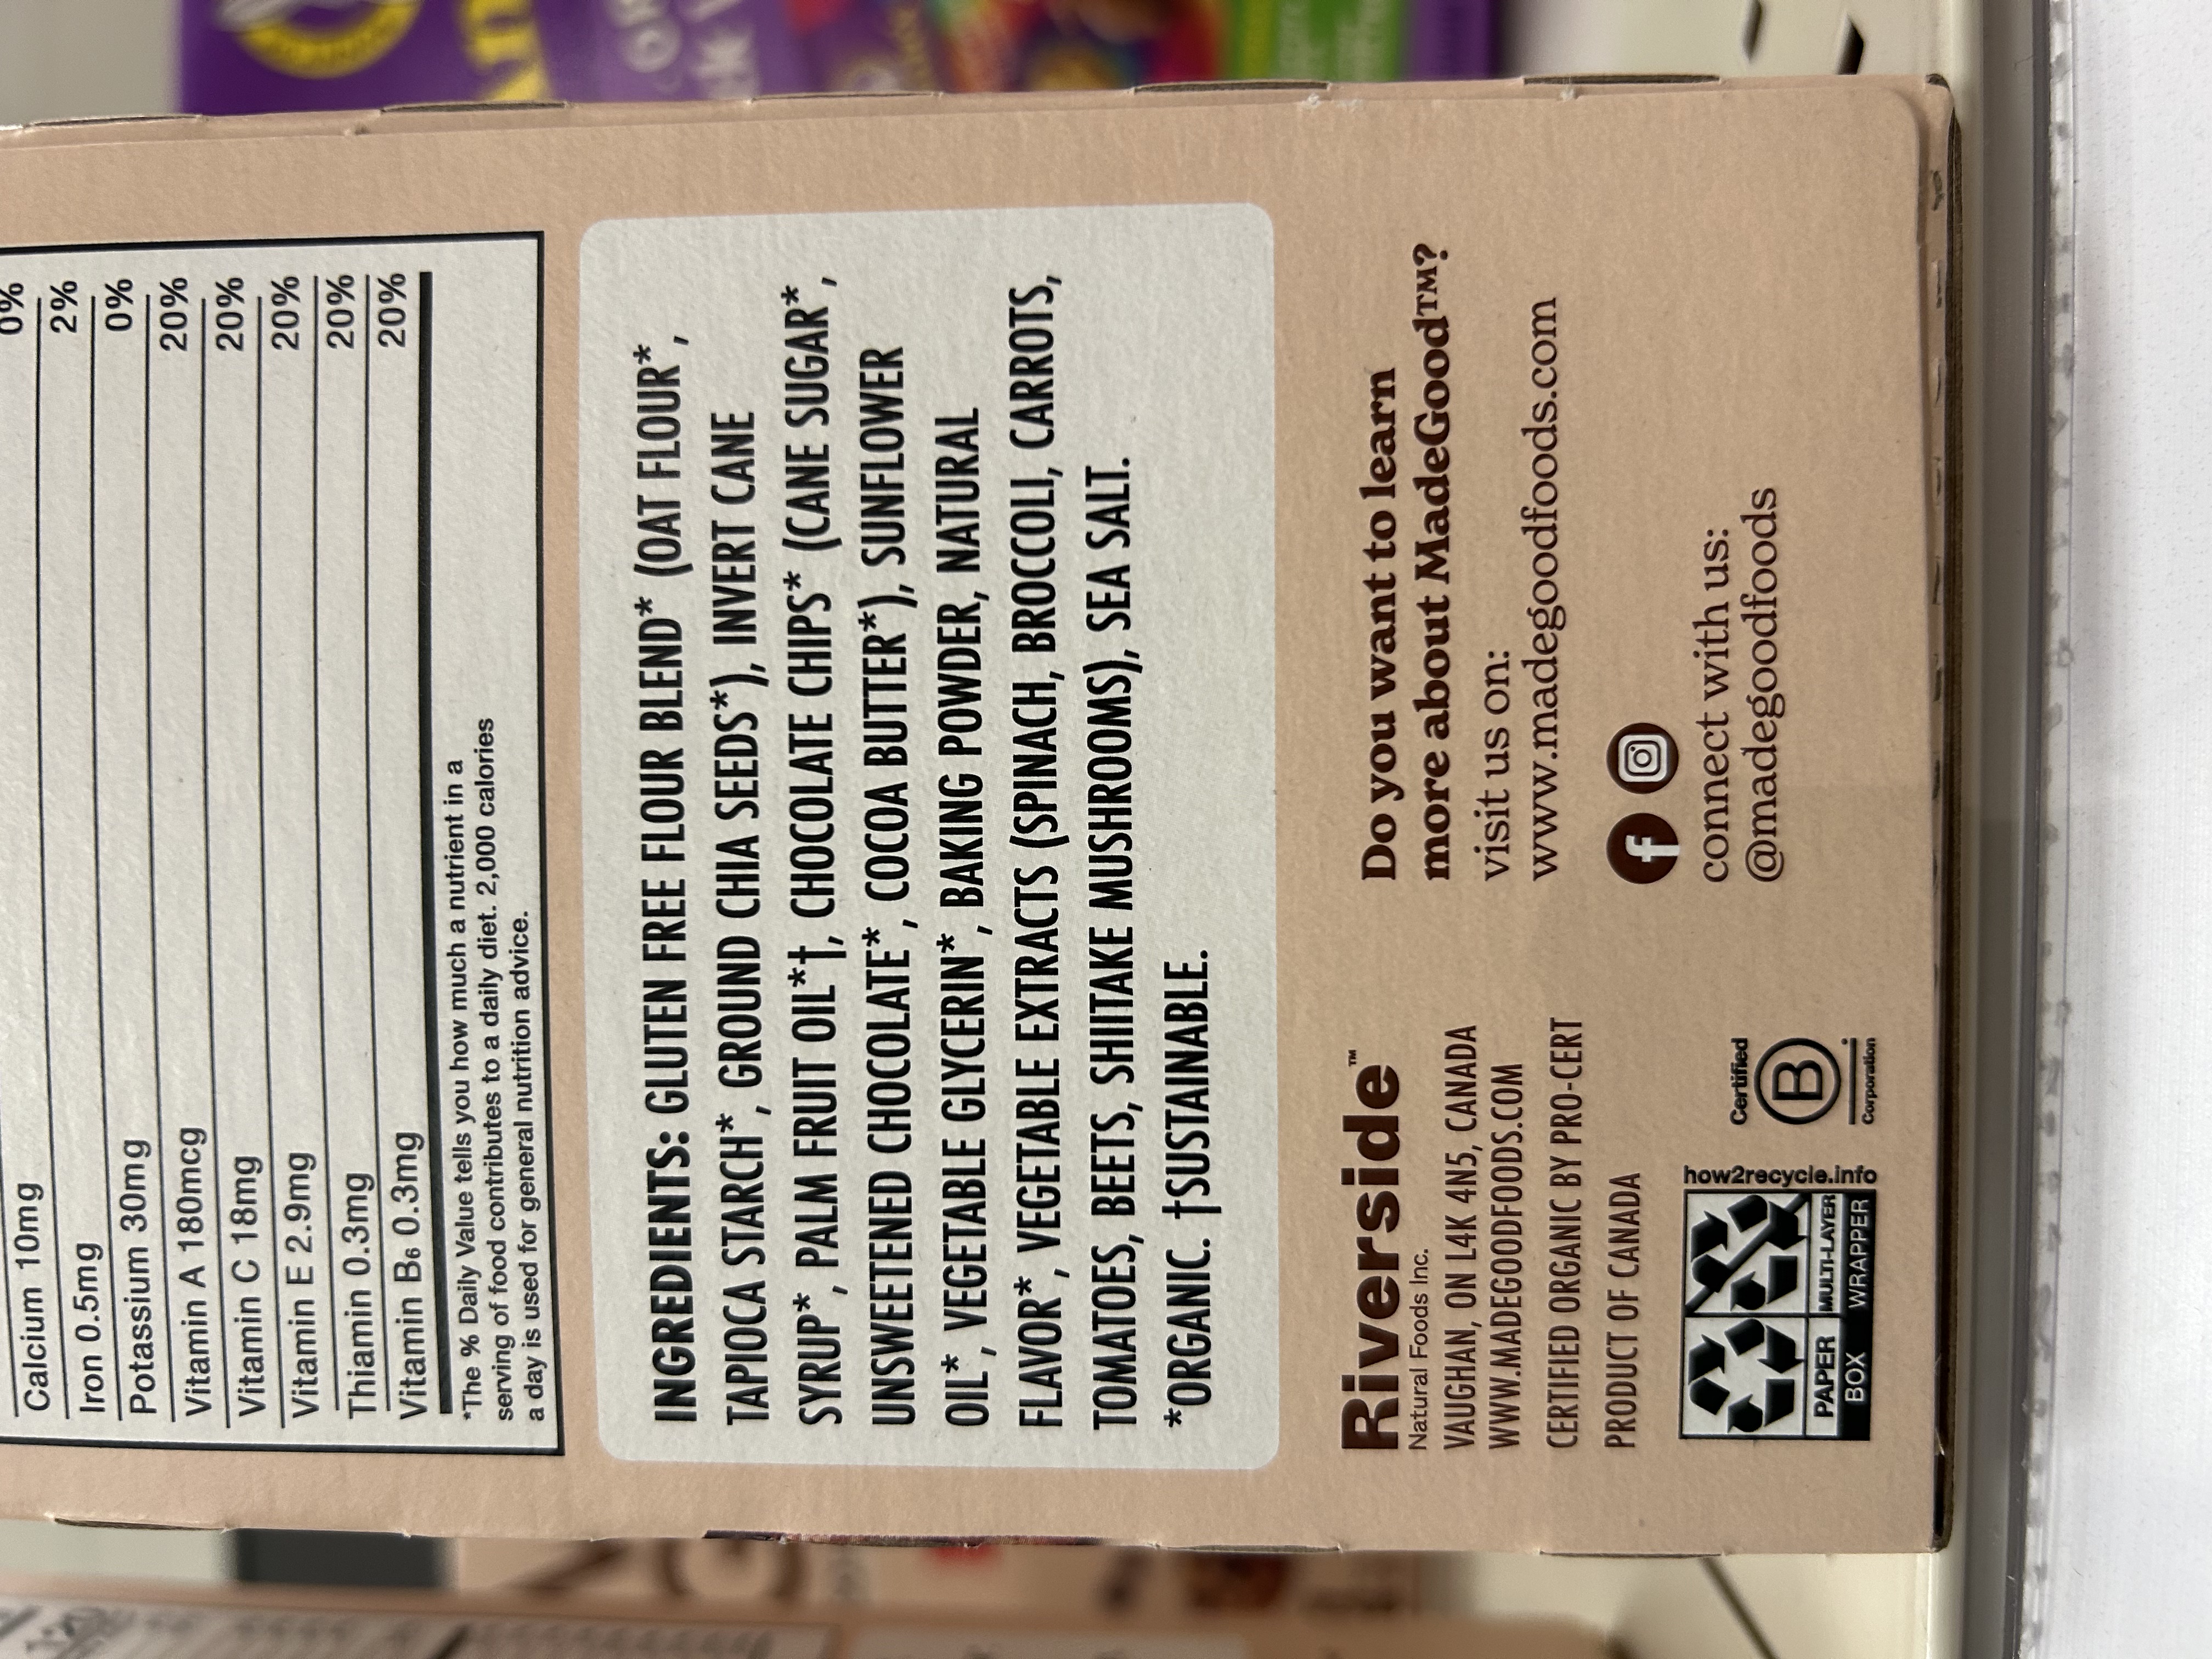 Calcium 10mg 0%
Iron 0.5mg 2%
Potassium 30mg 0%
Vitamin A 180mcg 20%
Vitamin C 18mg 20%
Vitamin E 2.9mg 20%
Thiamin 0.3mg 20%
Vitamin B6 0.3mg 20%
*The % Daily Value tells you how much a nutrient in a
serving of food contributes to a daily diet. 2,000 calories
a day is used for general nutrition advice.
INGREDIENTS: GLUTEN FREE FLOUR BLEND* (OAT FLOUR*,
TAPIOCA STARCH*, GROUND CHIA SEEDS*), INVERT CANE
SYRUP*, PALM FRUIT OIL*†, CHOCOLATE CHIPS* (CANE SUGAR*,
UNSWEETENED CHOCOLATE*, COCOA BUTTER*), SUNFLOWER
OIL*, VEGETABLE GLYCERIN*, BAKING POWDER, NATURAL
FLAVOR*, VEGETABLE EXTRACTS (SPINACH, BROCCOLI, CARROTS,
TOMATOES, BEETS, SHIITAKE MUSHROOMS), SEA SALT.
*ORGANIC. †SUSTAINABLE.
Riverside™
Natural Foods Inc.
VAUGHAN, ON L4K 4N5, CANADA
WWW.MADEGOODFOODS.COM
CERTIFIED ORGANIC BY PRO-CERT
PRODUCT OF CANADA
PAPER
BOX
MULTI-LAYER
WRAPPER
how2recycle.info
Certified
B
Corporation
Do you want to learn
more about MadeGood™?
visit us on:
www.madegoodfoods.com
connect with us:
@madegoodfoods